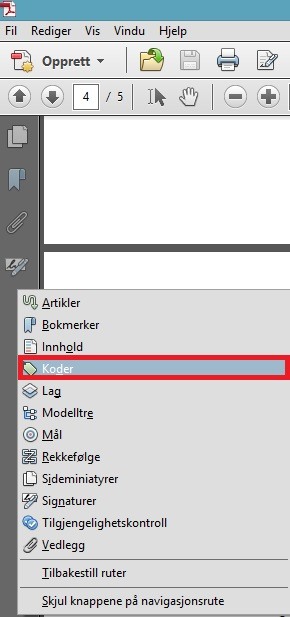 Fil Rediger Vis Vindu Hjelp
Opprett
4 / 5
Artikler
Bokmerker
Innhold
Koder
Lag
Modelltre
Mål
Rekkefølge
Sideminiatyrer
Signaturer
Tilgjengelighetskontroll
Vedlegg
Tilbakestill ruter
Skjul knappene på navigasjonsrute